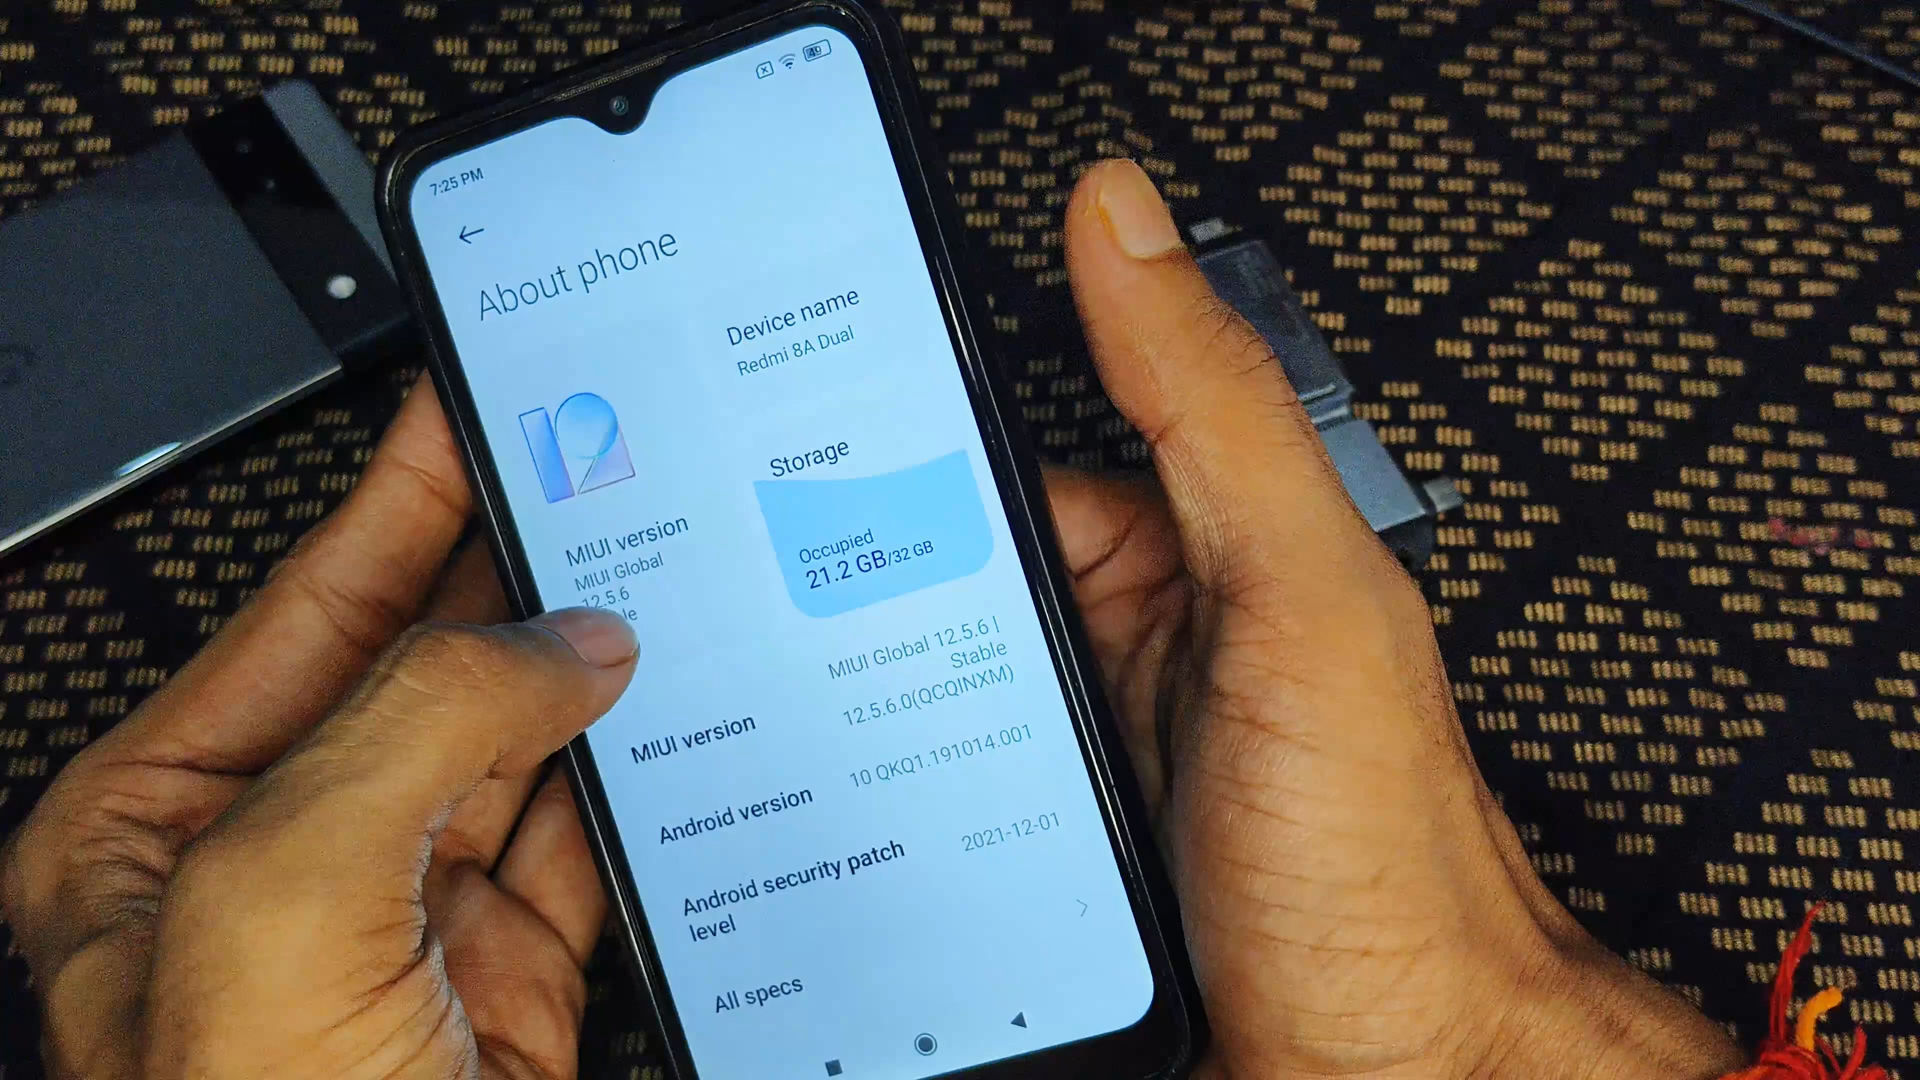 49
7:25 PM
About phone
Device name
Redmi 8A Dual
12
Storage
MIUI version
MIUI Global
12.5.6
Occupied
21.2 GB/32 GB
MIUI version
MIUI Global 12.5.6 |
Stable
12.5.6.0(QCQINXM)
Android version
10 QKQ1.191014.001
Android security patch
level
2021-12-01
All specs